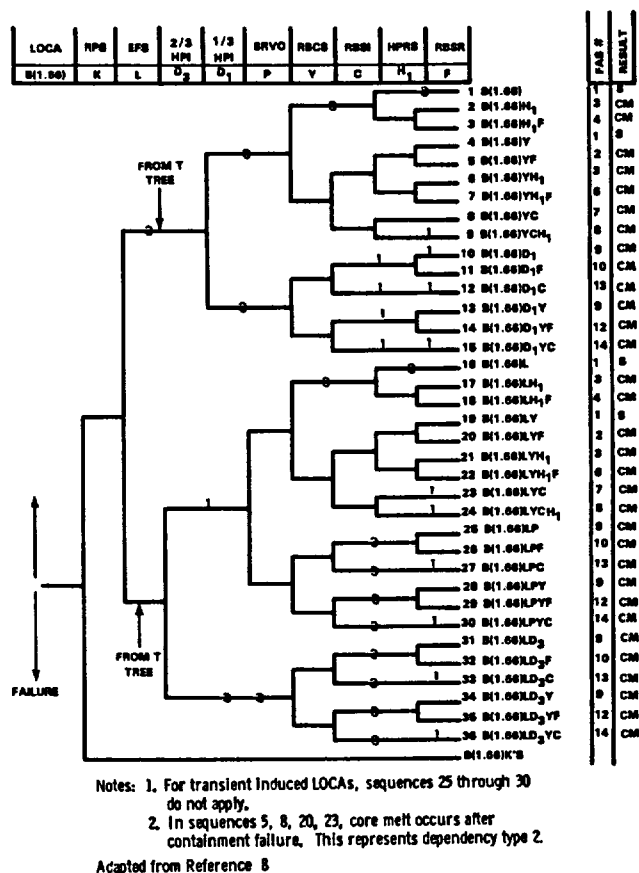 LOCA RPS EFS 2/3 HPI 1/3 HPI SRVO RBCS RBSI HPRS RBSR FAS # RESULT
B(1.66) K L D2 D1 P Y C H1 F
1 B(1.66) 1 S
2 B(1.66)H1 3 CM
3 B(1.66)H1F 4 CM
4 B(1.66)Y 1 S
5 B(1.66)YF 2 CM
6 B(1.66)YH1 3 CM
7 B(1.66)YH1F 6 CM
8 B(1.66)YC 7 CM
9 B(1.66)YCH1 8 CM
10 B(1.66)D1 9 CM
11 B(1.66)D1F 10 CM
12 B(1.66)D1C 13 CM
13 B(1.66)D1Y 9 CM
14 B(1.66)D1YF 12 CM
15 B(1.66)D1YC 14 CM
16 B(1.66)L 1 S
17 B(1.66)LH1 3 CM
18 B(1.66)LH1F 4 CM
19 B(1.66)LY 1 S
20 B(1.66)LYF 2 CM
21 B(1.66)LYH1 3 CM
22 B(1.66)LYH1F 6 CM
23 B(1.66)LYC 7 CM
24 B(1.66)LYCH1 8 CM
25 B(1.66)LP 9 CM
26 B(1.66)LPF 10 CM
27 B(1.66)LPC 13 CM
28 B(1.66)LPY 9 CM
29 B(1.66)LPYF 12 CM
30 B(1.66)LPYC 14 CM
31 B(1.66)LD3 9 CM
32 B(1.66)LD3F 10 CM
33 B(1.66)LD3C 13 CM
34 B(1.66)LD3Y 9 CM
35 B(1.66)LD3YF 12 CM
36 B(1.66)LD3YC 14 CM
B(1.66)K'S
FROM T
TREE
FROM T
TREE
FAILURE
Notes: 1. For transient induced LOCAs, sequences 25 through 30
do not apply.
2. In sequences 5, 8, 20, 23, core melt occurs after
containment failure. This represents dependency type 2.
Adapted from Reference 8